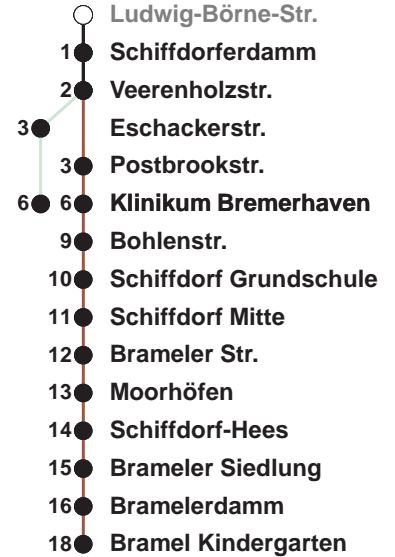 Ludwig-Börne-Str.
1 Schiffdorferdamm
2 Veerenholzstr.
3 Eschackerstr.
3 Postbrookstr.
6 6 Klinikum Bremerhaven
9 Bohlenstr.
10 Schiffdorf Grundschule
11 Schiffdorf Mitte
12 Brameler Str.
13 Moorhöfen
14 Schiffdorf-Hees
15 Brameler Siedlung
16 Bramelerdamm
18 Bramel Kindergarten